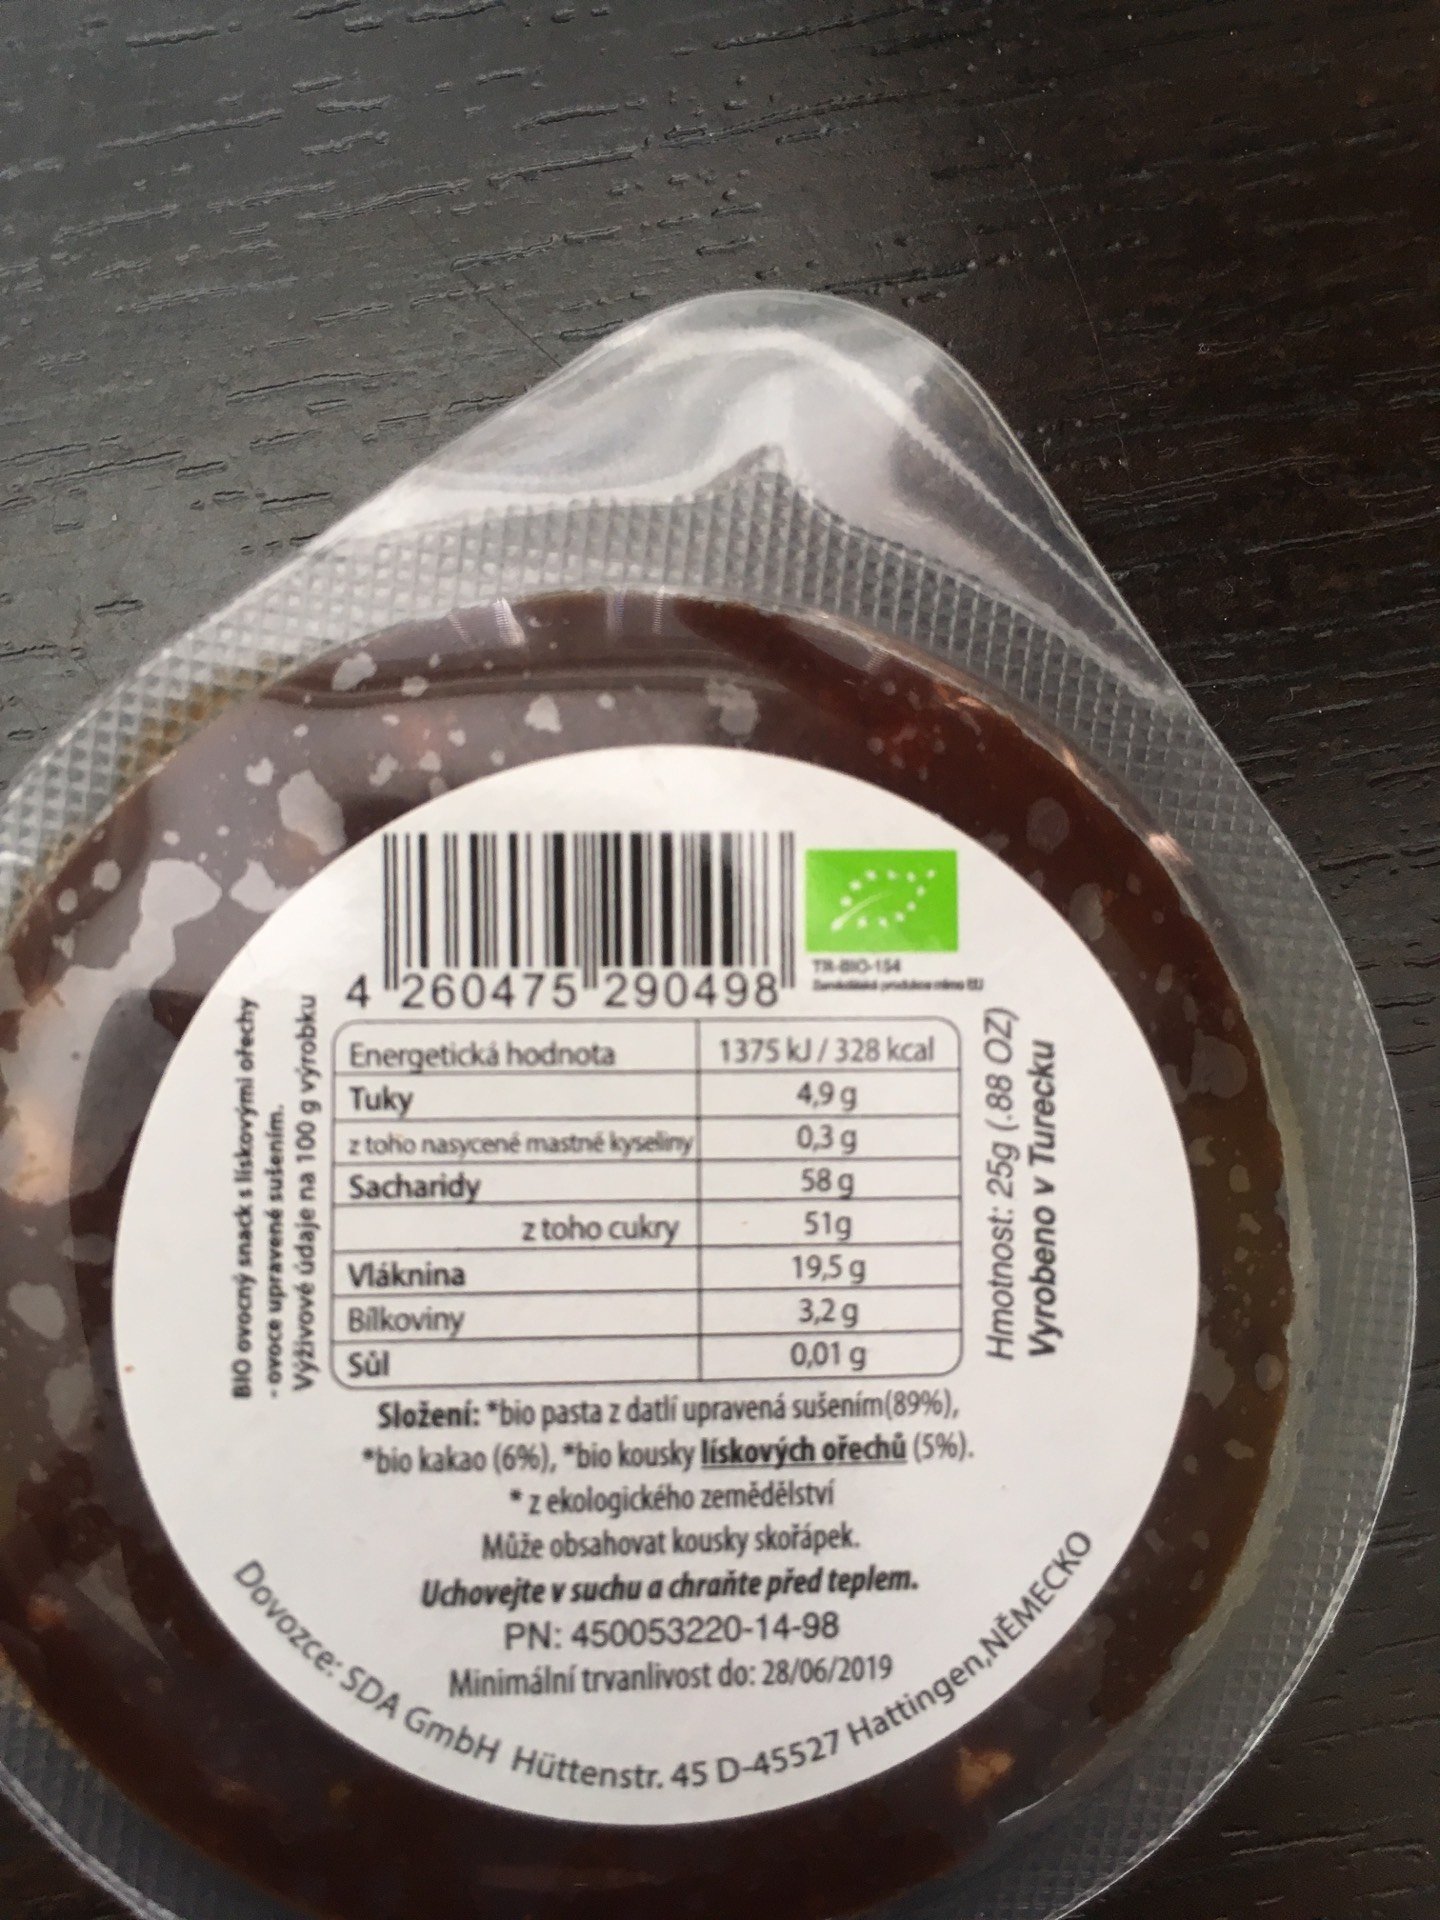 4 260475 290498
TR-BIO-154
Zemědělská produkce mimo EU
BIO ovocný snack s lískovými ořechy
- ovoce upravené sušením.
Výživové údaje na 100 g výrobku
Energetická hodnota 1375 kJ / 328 kcal
Tuky 4,9 g
z toho nasycené mastné kyseliny 0,3 g
Sacharidy 58 g
z toho cukry 51g
Vláknina 19,5 g
Bílkoviny 3,2 g
Sůl 0,01 g
Hmotnost: 25g (.88 OZ)
Vyrobeno v Turecku
Složení: *bio pasta z datlí upravená sušením(89%),
*bio kakao (6%), *bio kousky lískových ořechů (5%).
* z ekologického zemědělství
Může obsahovat kousky skořápek.
Uchovejte v suchu a chraňte před teplem.
PN: 450053220-14-98
Minimální trvanlivost do: 28/06/2019
Dovozce: SDA GmbH Hüttenstr. 45 D-45527 Hattingen,NĚMECKO